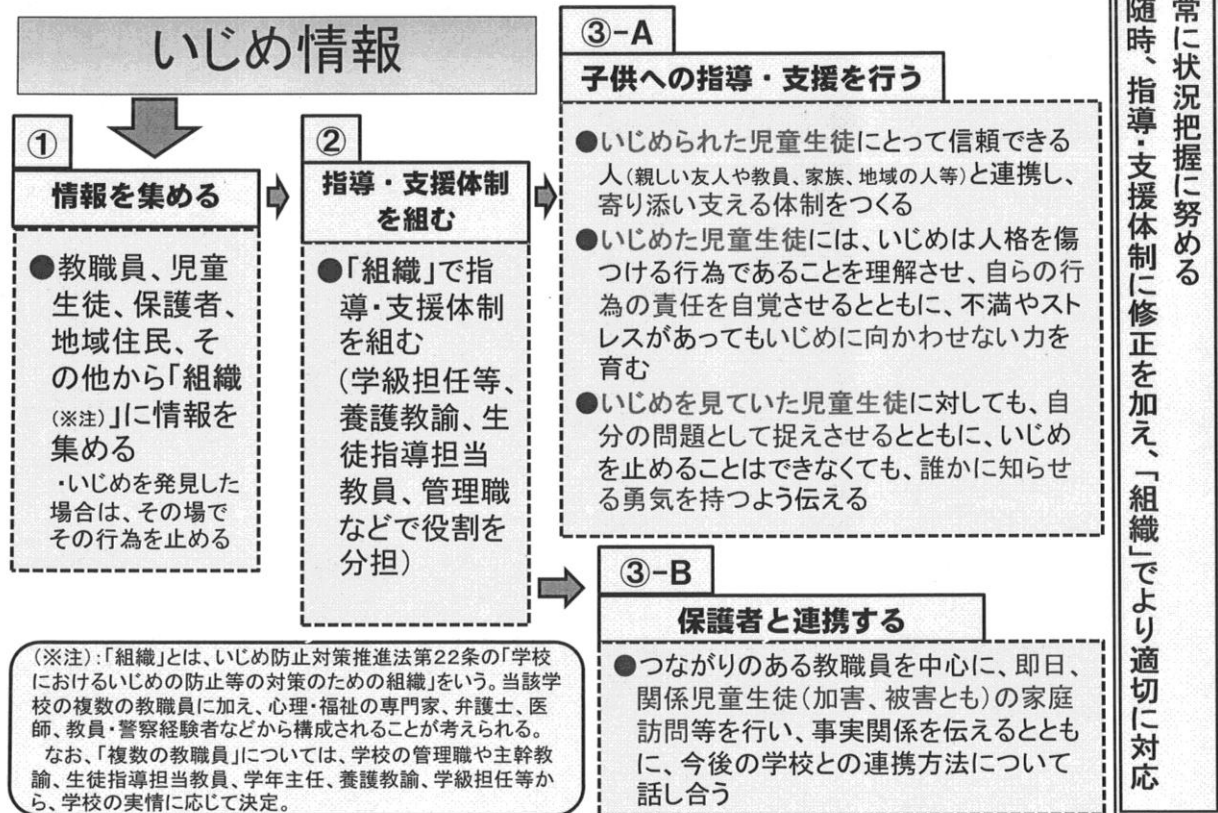 いじめ情報
①
情報を集める
●教職員、児童
生徒、保護者、
地域住民、そ
の他から「組織
(※注)」に情報を
集める
・いじめを発見した
場合は、その場で
その行為を止める
②
指導・支援体制
を組む
●「組織」で指
導・支援体制
を組む
(学級担任等、
養護教諭、生
徒指導担当
教員、管理職
などで役割を
分担)
③-A
子供への指導・支援を行う
●いじめられた児童生徒にとって信頼できる
人(親しい友人や教員、家族、地域の人等)と連携し、
寄り添い支える体制をつくる
●いじめた児童生徒には、いじめは人格を傷
つける行為であることを理解させ、自らの行
為の責任を自覚させるとともに、不満やスト
レスがあってもいじめに向かわせない力を
育む
●いじめを見ていた児童生徒に対しても、自
分の問題として捉えさせるとともに、いじめ
を止めることはできなくても、誰かに知らせ
る勇気を持つよう伝える
③-B
保護者と連携する
●つながりのある教職員を中心に、即日、
関係児童生徒(加害、被害とも)の家庭
訪問等を行い、事実関係を伝えるととも
に、今後の学校との連携方法について
話し合う
(※注):「組織」とは、いじめ防止対策推進法第22条の「学校
におけるいじめの防止等の対策のための組織」をいう。当該学
校の複数の教職員に加え、心理・福祉の専門家、弁護士、医
師、教員・警察経験者などから構成されることが考えられる。
なお、「複数の教職員」については、学校の管理職や主幹教
諭、生徒指導担当教員、学年主任、養護教諭、学級担任等か
ら、学校の実情に応じて決定。
常に状況把握に努める
随時、指導・支援体制に修正を加え、「組織」でより適切に対応